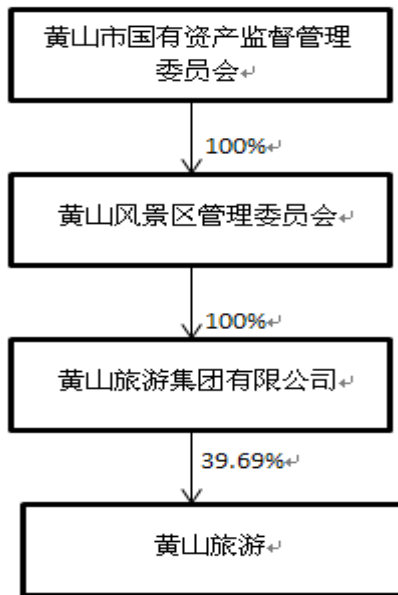 黄山市国有资产监督管理
委员会↵
100%↵
黄山风景区管理委员会↵
100%↵
黄山旅游集团有限公司↵
39.69%↵
黄山旅游↵